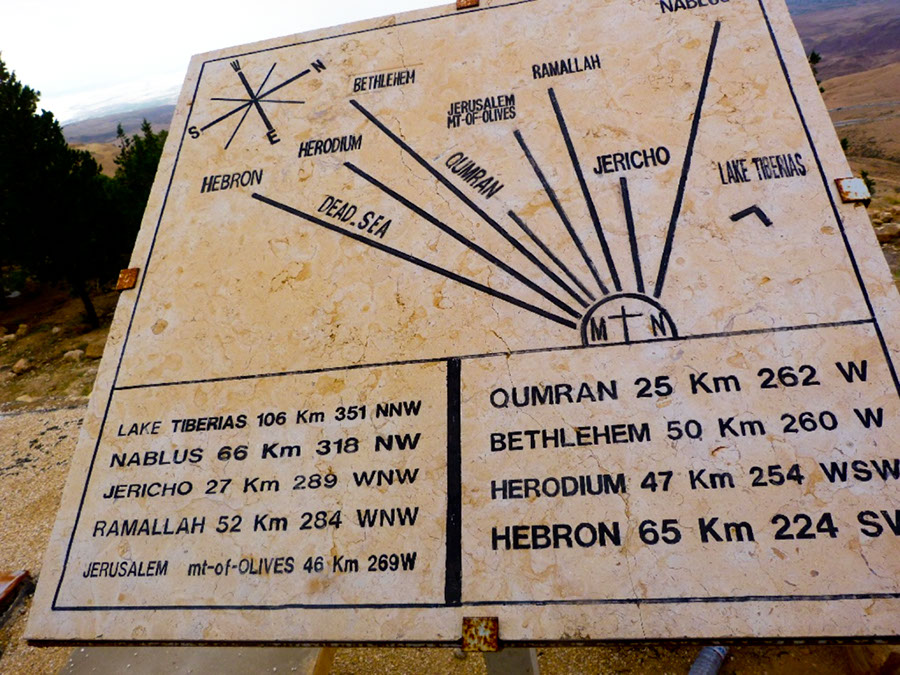 NABLUS
W
N
S
E
BETHLEHEM
RAMALLAH
JERUSALEM
MT-OF-OLIVES
HERODIUM
QUMRAN
JERICHO
LAKE TIBERIAS
HEBRON
DEAD_SEA
M N
LAKE TIBERIAS 106 Km 351 NNW
NABLUS 66 Km 318 NW
JERICHO 27 Km 289 WNW
RAMALLAH 52 Km 284 WNW
JERUSALEM mt-of-OLIVES 46 Km 269W
QUMRAN 25 Km 262 W
BETHLEHEM 50 Km 260 W
HERODIUM 47 Km 254 WSW
HEBRON 65 Km 224 SW